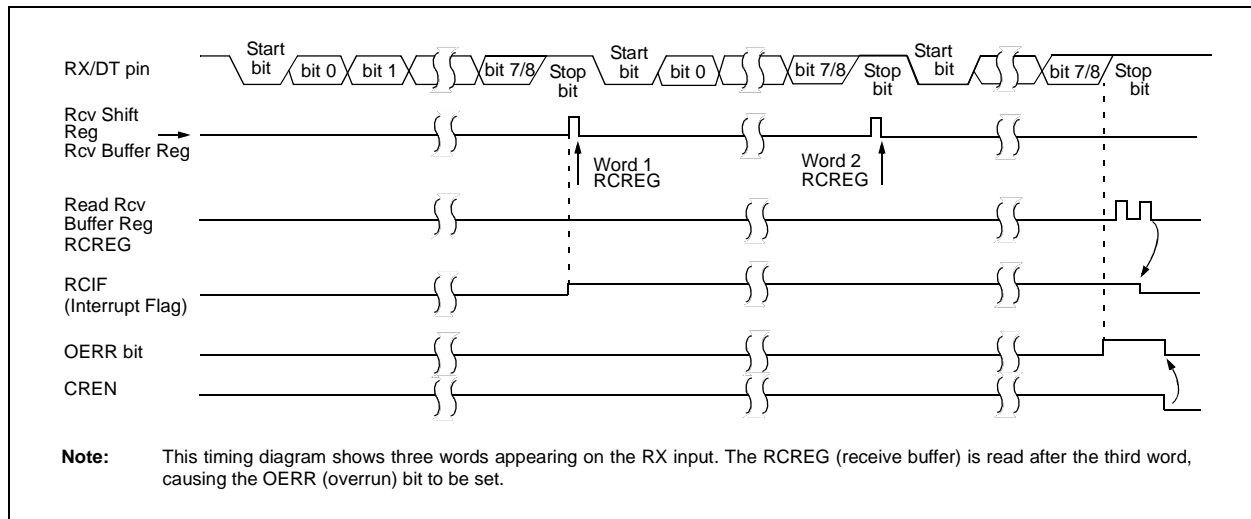 RX/DT pin
Start bit
bit 0
bit 1
bit 7/8
Stop bit
Start bit
bit 0
bit 7/8
Stop bit
Start bit
bit 7/8
Stop bit
Rcv Shift
Reg
Rcv Buffer Reg
Word 1
RCREG
Word 2
RCREG
Read Rcv
Buffer Reg
RCREG
RCIF
(Interrupt Flag)
OERR bit
CREN
Note: This timing diagram shows three words appearing on the RX input. The RCREG (receive buffer) is read after the third word,
causing the OERR (overrun) bit to be set.